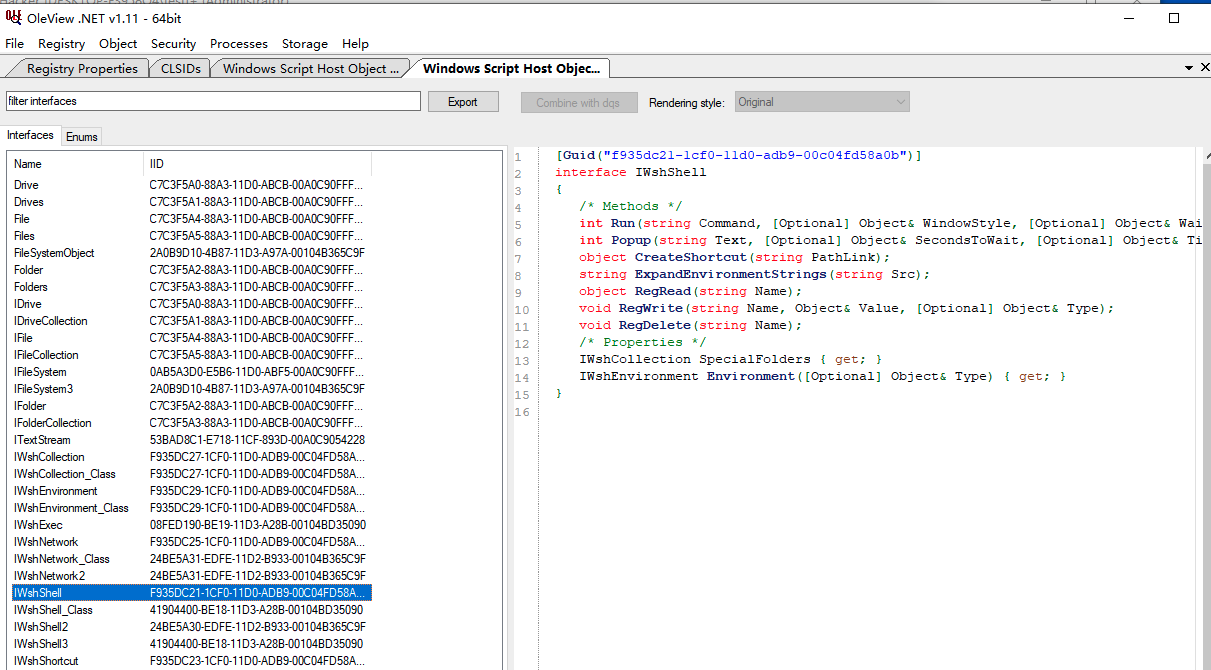 OleView .NET v1.11 - 64bit
File Registry Object Security Processes Storage Help
Registry Properties CLSIDs Windows Script Host Object ... Windows Script Host Objec...
filter interfaces Export Combine with dqs Rendering style: Original
Interfaces Enums
Name IID
Drive C7C3F5A0-88A3-11D0-ABCB-00A0C90FFF...
Drives C7C3F5A1-88A3-11D0-ABCB-00A0C90FFF...
File C7C3F5A4-88A3-11D0-ABCB-00A0C90FFF...
Files C7C3F5A5-88A3-11D0-ABCB-00A0C90FFF...
FileSystemObject 2A0B9D10-4B87-11D3-A97A-00104B365C9F
Folder C7C3F5A2-88A3-11D0-ABCB-00A0C90FFF...
Folders C7C3F5A3-88A3-11D0-ABCB-00A0C90FFF...
IDrive C7C3F5A0-88A3-11D0-ABCB-00A0C90FFF...
IDriveCollection C7C3F5A1-88A3-11D0-ABCB-00A0C90FFF...
IFile C7C3F5A4-88A3-11D0-ABCB-00A0C90FFF...
IFileCollection C7C3F5A5-88A3-11D0-ABCB-00A0C90FFF...
IFileSystem 0AB5A3D0-E5B6-11D0-ABF5-00A0C90FFF...
IFileSystem3 2A0B9D10-4B87-11D3-A97A-00104B365C9F
IFolder C7C3F5A2-88A3-11D0-ABCB-00A0C90FFF...
IFolderCollection C7C3F5A3-88A3-11D0-ABCB-00A0C90FFF...
ITextStream 53BAD8C1-E718-11CF-893D-00A0C9054228
IWshCollection F935DC27-1CF0-11D0-ADB9-00C04FD58A...
IWshCollection_Class F935DC27-1CF0-11D0-ADB9-00C04FD58A...
IWshEnvironment F935DC29-1CF0-11D0-ADB9-00C04FD58A...
IWshEnvironment_Class F935DC29-1CF0-11D0-ADB9-00C04FD58A...
IWshExec 08FED190-BE19-11D3-A28B-00104BD35090
IWshNetwork F935DC25-1CF0-11D0-ADB9-00C04FD58A...
IWshNetwork_Class 24BE5A31-EDFE-11D2-B933-00104B365C9F
IWshNetwork2 24BE5A31-EDFE-11D2-B933-00104B365C9F
IWshShell F935DC21-1CF0-11D0-ADB9-00C04FD58A...
IWshShell_Class 41904400-BE18-11D3-A28B-00104BD35090
IWshShell2 24BE5A30-EDFE-11D2-B933-00104B365C9F
IWshShell3 41904400-BE18-11D3-A28B-00104BD35090
IWshShortcut F935DC23-1CF0-11D0-ADB9-00C04FD58A...
1 [Guid("f935dc21-1cf0-11d0-adb9-00c04fd58a0b")]
2 interface IWshShell
3 {
4 /* Methods */
5 int Run(string Command, [Optional] Object& WindowStyle, [Optional] Object& Wai
6 int Popup(string Text, [Optional] Object& SecondsToWait, [Optional] Object& Ti
7 object CreateShortcut(string PathLink);
8 string ExpandEnvironmentStrings(string Src);
9 object RegRead(string Name);
10 void RegWrite(string Name, Object& Value, [Optional] Object& Type);
11 void RegDelete(string Name);
12 /* Properties */
13 IWshCollection SpecialFolders { get; }
14 IWshEnvironment Environment([Optional] Object& Type) { get; }
15 }
16